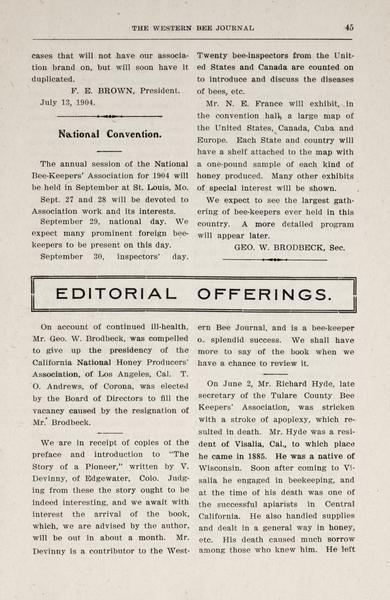 THE WESTERN BEE JOURNAL 45
cases that will not have our associa-
tion brand on, but will soon have it
duplicated.
F. E. BROWN, President.
July 13, 1904.
National Convention.
The annual session of the National
Bee-Keepers' Association for 1904 will
be held in September at St. Louis, Mo.
Sept. 27 and 28 will be devoted to
Association work and its interests.
September 29, national day. We
expect many prominent foreign bee-
keepers to be present on this day.
September 30, inspectors' day.
Twenty bee-inspectors from the Unit-
ed States and Canada are counted on
to introduce and discuss the diseases
of bees, etc.
Mr. N. E. France will exhibit, in
the convention hall, a large map of
the United States, Canada, Cuba and
Europe. Each State and country will
have a shelf attached to the map with
a one-pound sample of each kind of
honey produced. Many other exhibits
of special interest will be shown.
We expect to see the largest gath-
ering of bee-keepers ever held in this
country. A more detailed program
will appear later.
GEO. W. BRODBECK, Sec.
EDITORIAL OFFERINGS.
On account of continued ill-health,
Mr. Geo. W. Brodbeck, was compelled
to give up the presidency of the
California National Honey Producers'
Association, of Los Angeles, Cal. T.
O. Andrews, of Corona, was elected
by the Board of Directors to fill the
vacancy caused by the resignation of
Mr. Brodbeck.
We are in receipt of copies of the
preface and introduction to "The
Story of a Pioneer," written by V.
Devinny, of Edgewater, Colo. Judg-
ing from these the story ought to be
indeed interesting, and we await with
interest the arrival of the book,
which, we are advised by the author,
will be out in about a month. Mr.
Devinny is a contributor to the West-
ern Bee Journal, and is a bee-keeper
o. splendid success. We shall have
more to say of the book when we
have a chance to review it.
On June 2, Mr. Richard Hyde, late
secretary of the Tulare County Bee
Keepers' Association, was stricken
with a stroke of apoplexy, which re-
sulted in death. Mr. Hyde was a resi-
dent of Visalia, Cal., to which place
he came in 1885. He was a native of
Wisconsin. Soon after coming to Vi-
salia he engaged in beekeeping, and
at the time of his death was one of
the successful apiarists in Central
California. He also handled supplies
and dealt in a general way in honey,
etc. His death caused much sorrow
among those who knew him. He left